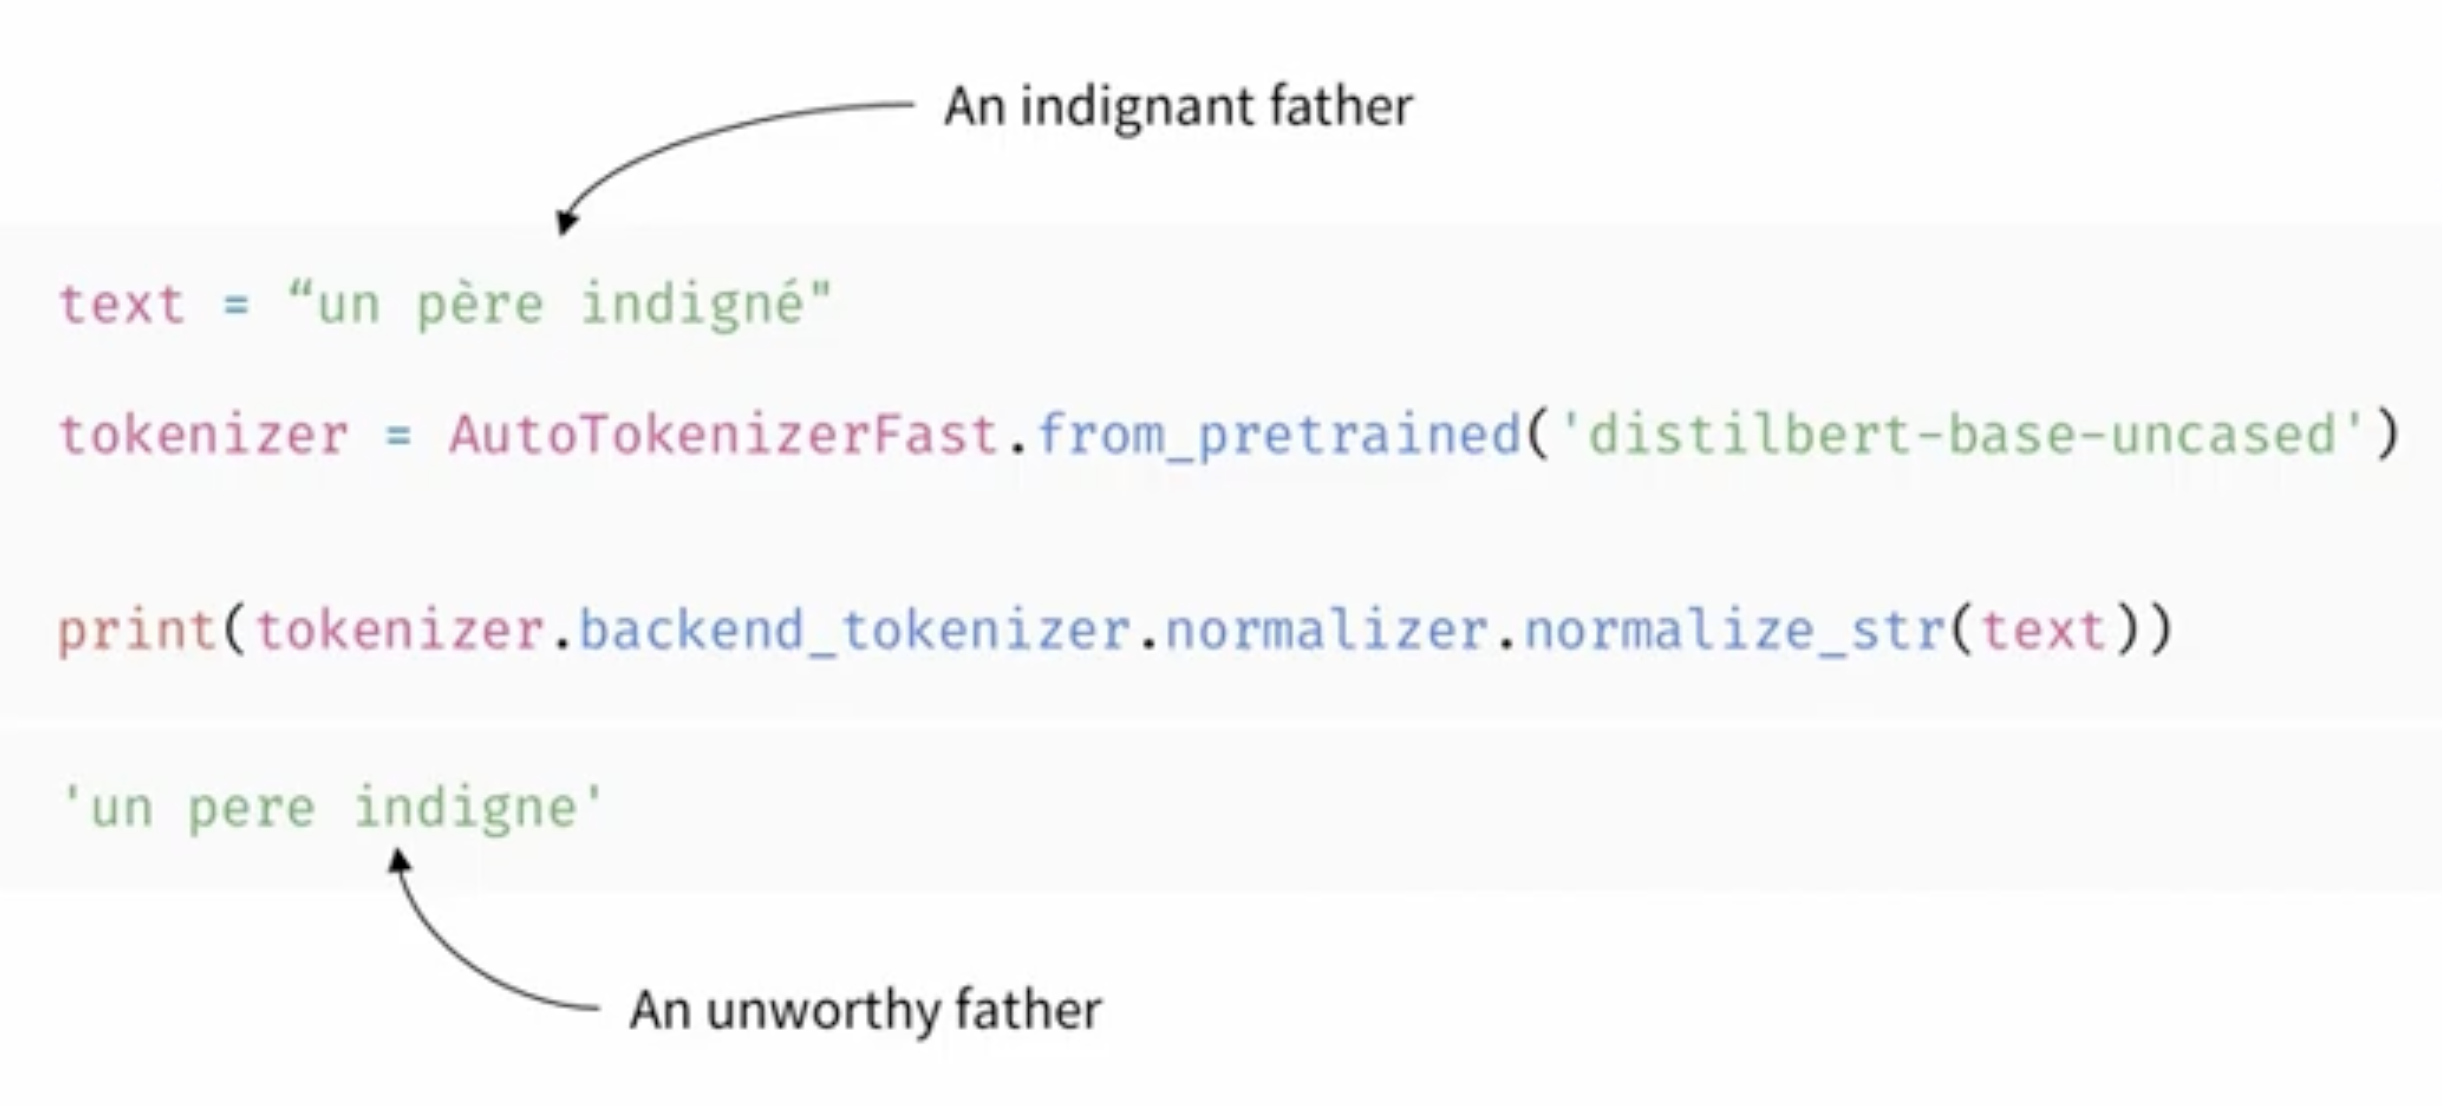 An indignant father
text = “un père indigné"
tokenizer = AutoTokenizerFast.from_pretrained('distilbert-base-uncased')
print(tokenizer.backend_tokenizer.normalizer.normalize_str(text))
'un pere indigne'
An unworthy father